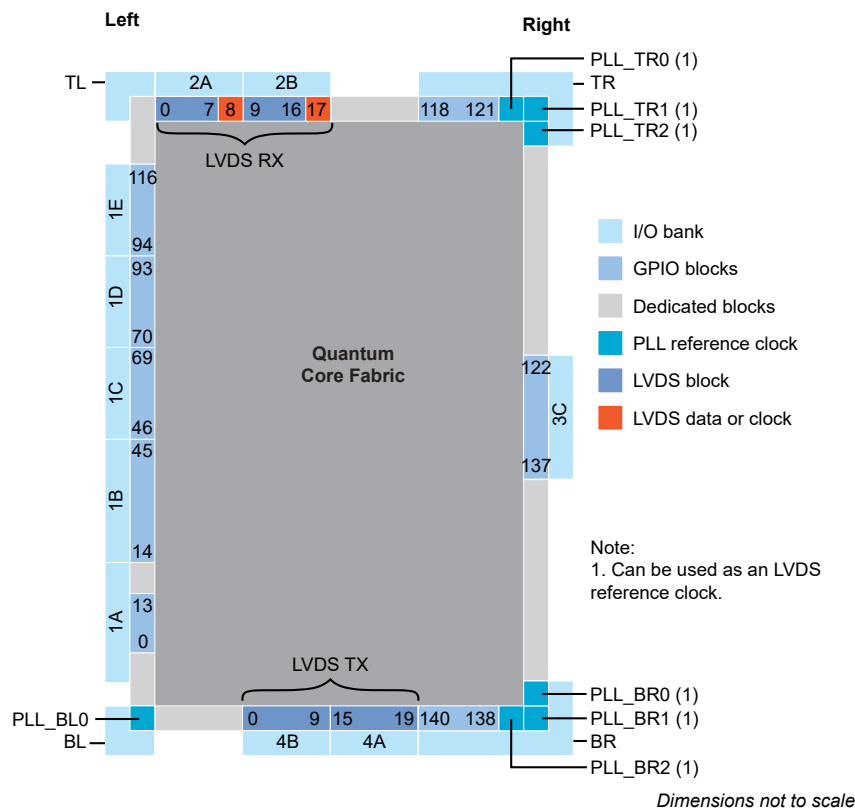 Left
Right
PLL_TR0 (1)
TL
2A
2B
TR
0
7
8
9
16
17
118
121
PLL_TR1 (1)
PLL_TR2 (1)
LVDS RX
116
1E
94
93
1D
70
69
1C
46
45
1B
14
13
1A
0
Quantum
Core Fabric
122
3C
137
I/O bank
GPIO blocks
Dedicated blocks
PLL reference clock
LVDS block
LVDS data or clock
Note:
1. Can be used as an LVDS
reference clock.
LVDS TX
PLL_BR0 (1)
PLL_BL0
0
9
15
19
140
138
PLL_BR1 (1)
BL
4B
4A
BR
PLL_BR2 (1)
Dimensions not to scale